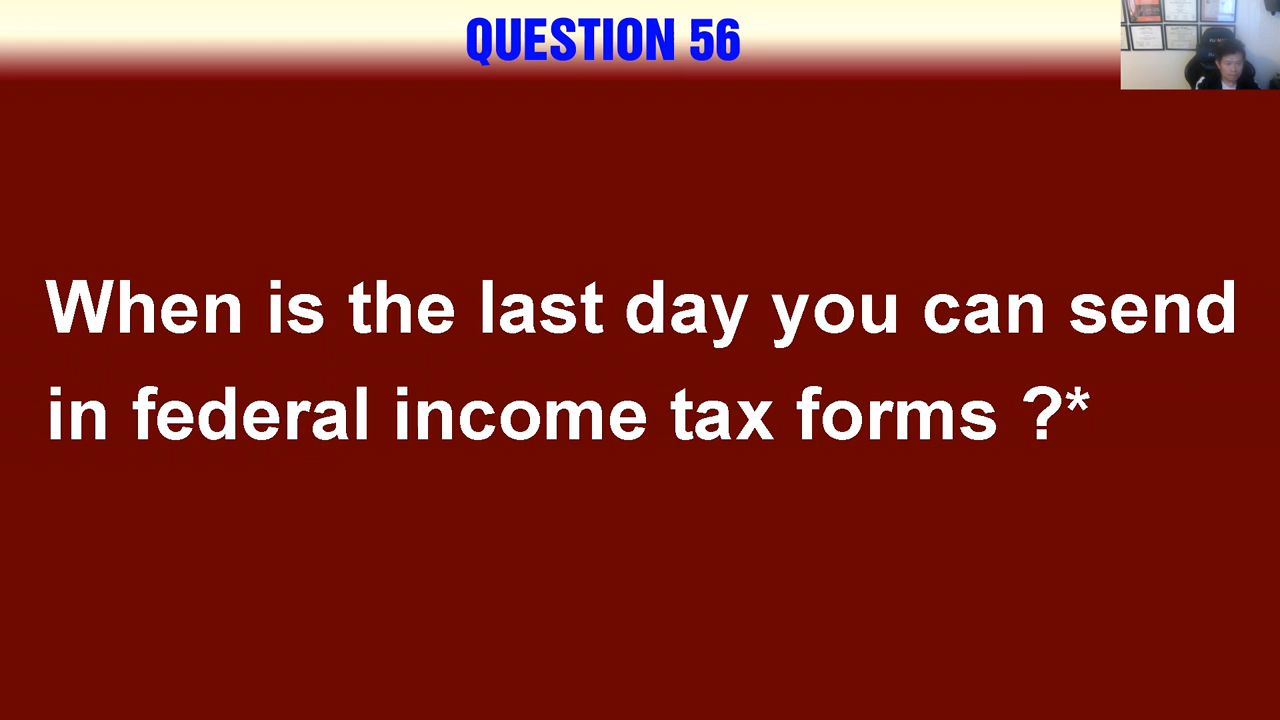 QUESTION 56
When is the last day you can send
in federal income tax forms ?*